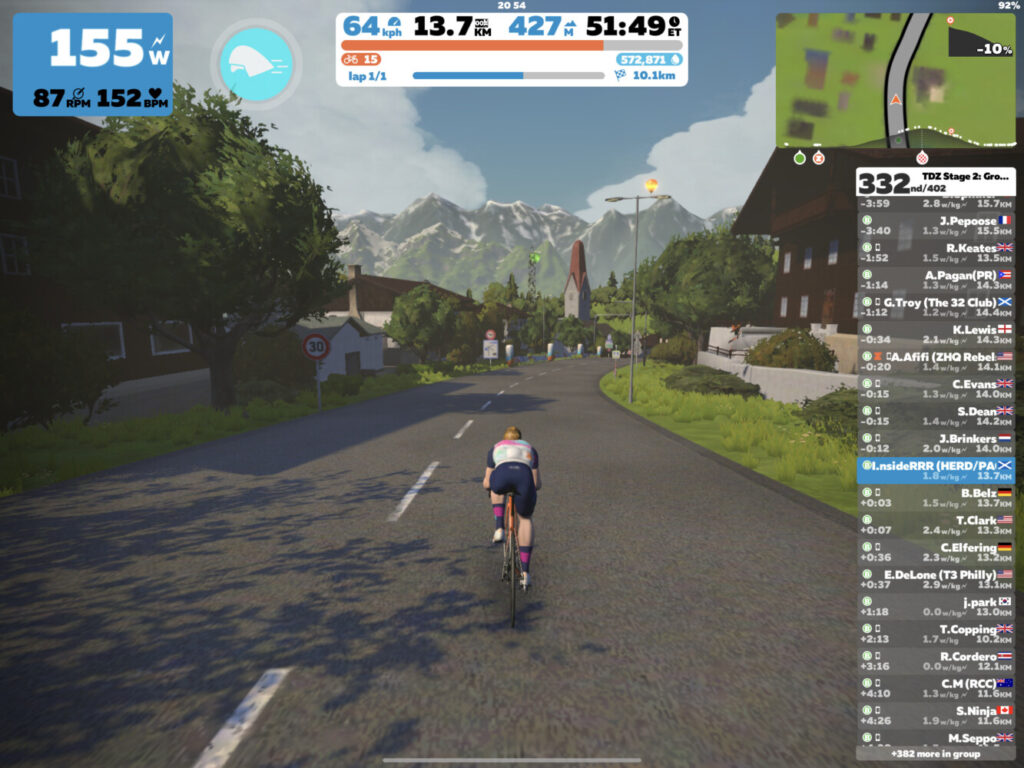 20 54
92%
155w
87 RPM 152 BPM
64 kph 13.7 KM 427 M 51:49 ET
15 572,871
lap 1/1 10.1km
-10%
30
332nd/402 TDZ Stage 2: Gro...
-3:59 2.8w/kg 15.7KM
J.Pepoose
-3:40 1.3w/kg 15.5KM
R.Keates
-1:52 1.5w/kg 13.5KM
A.Pagan(PR)
-1:14 1.3w/kg 14.3KM
G.Troy (The 32 Club)
-1:12 1.2w/kg 14.4KM
K.Lewis
-0:34 2.1w/kg 14.3KM
A.Afifi (ZHQ Rebel
-0:20 1.4w/kg 14.1KM
C.Evans
-0:15 1.3w/kg 14.0KM
S.Dean
-0:15 1.4w/kg 14.2KM
J.Brinkers
-0:12 2.0w/kg 14.0KM
I.nsideRRR (HERD/PA
1.8w/kg 13.7KM
B.Belz
+0:03 1.5w/kg 13.7KM
T.Clark
+0:07 2.4w/kg 13.3KM
C.Elfering
+0:36 2.3w/kg 13.2KM
E.DeLone (T3 Philly)
+0:37 2.9w/kg 13.1KM
j.park
+1:18 0.0w/kg 13.0KM
T.Copping
+2:13 1.7w/kg 10.2KM
R.Cordero
+3:16 0.0w/kg 12.1KM
C.M (RCC)
+4:10 1.3w/kg 11.6KM
S.Ninja
+4:26 1.9w/kg 11.6KM
M.Seppo
+382 more in group